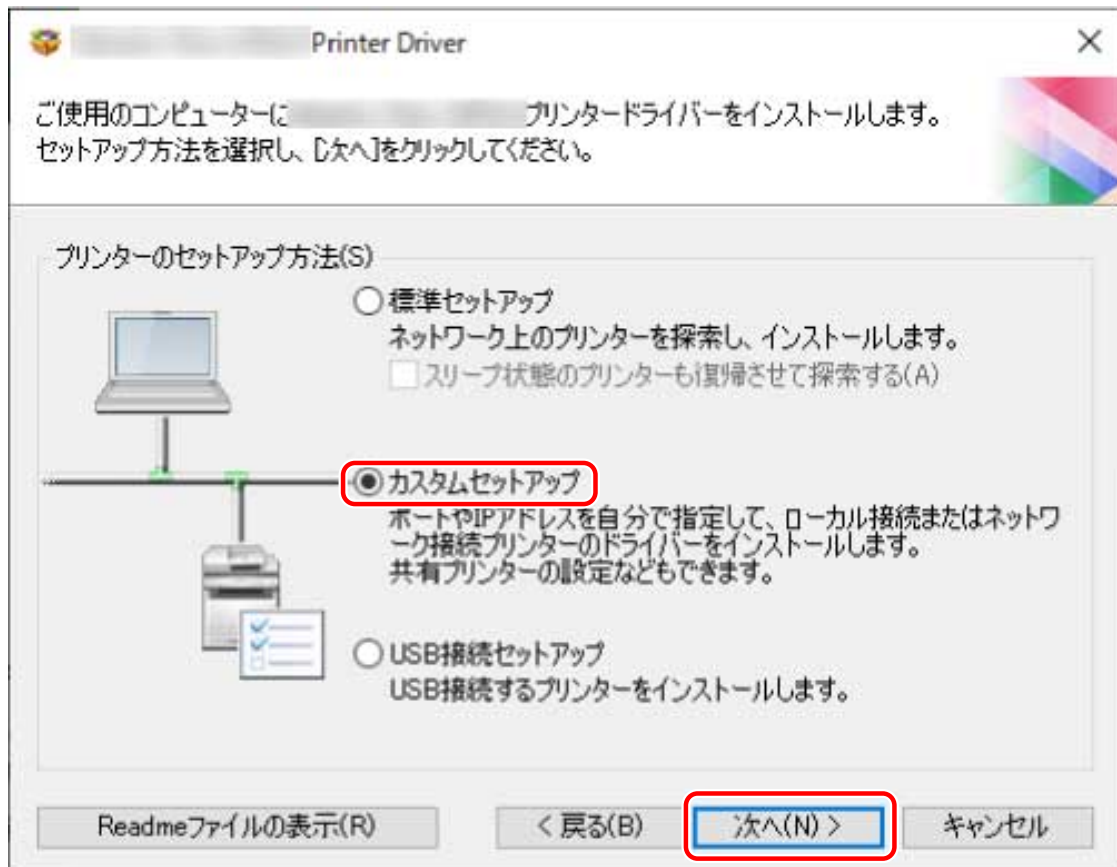 Printer Driver
ご使用のコンピューターに プリンタードライバーをインストールします。
セットアップ方法を選択し、[次へ]をクリックしてください。
プリンターのセットアップ方法(S)
標準セットアップ
ネットワーク上のプリンターを探索し、インストールします。
スリープ状態のプリンターも復帰させて探索する(A)
カスタムセットアップ
ポートやIPアドレスを自分で指定して、ローカル接続またはネットワ
ーク接続プリンターのドライバーをインストールします。
共有プリンターの設定などもできます。
USB接続セットアップ
USB接続するプリンターをインストールします。
Readmeファイルの表示(R)
< 戻る(B)
次へ(N) >
キャンセル